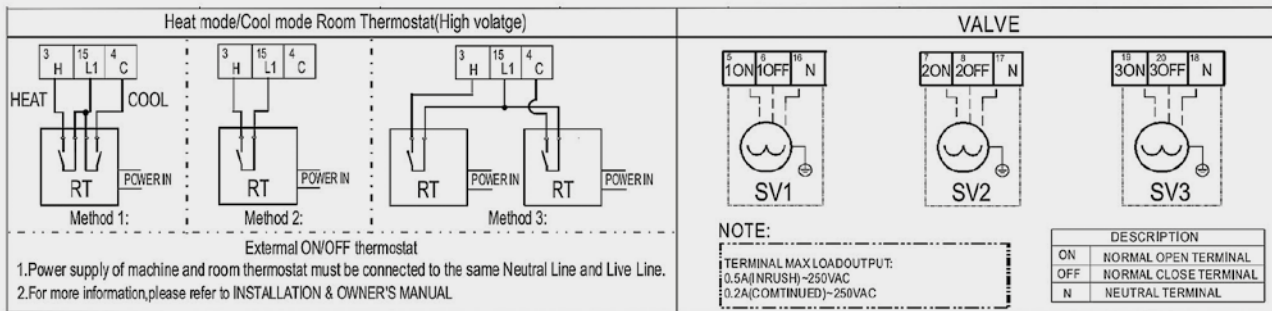 Heat mode/Cool mode Room Thermostat(High volatge)
3 15 4
H L1 C
HEAT COOL
RT
POWER IN
Method 1:
3 15 4
H L1 C
RT
POWER IN
Method 2:
3 15 4
H L1 C
RT
POWER IN
RT
POWER IN
Method 3:
External ON/OFF thermostat
1.Power supply of machine and room thermostat must be connected to the same Neutral Line and Live Line.
2.For more information,please refer to INSTALLATION & OWNER'S MANUAL
VALVE
5 6 16
1ON 1OFF N
SV1
7 8 17
2ON 2OFF N
SV2
19 20 18
3ON 3OFF N
SV3
NOTE:
TERMINAL MAX LOADOUTPUT:
0.5A(INRUSH)~250VAC
0.2A(COMTINUED)~250VAC
DESCRIPTION
ON NORMAL OPEN TERMINAL
OFF NORMAL CLOSE TERMINAL
N NEUTRAL TERMINAL